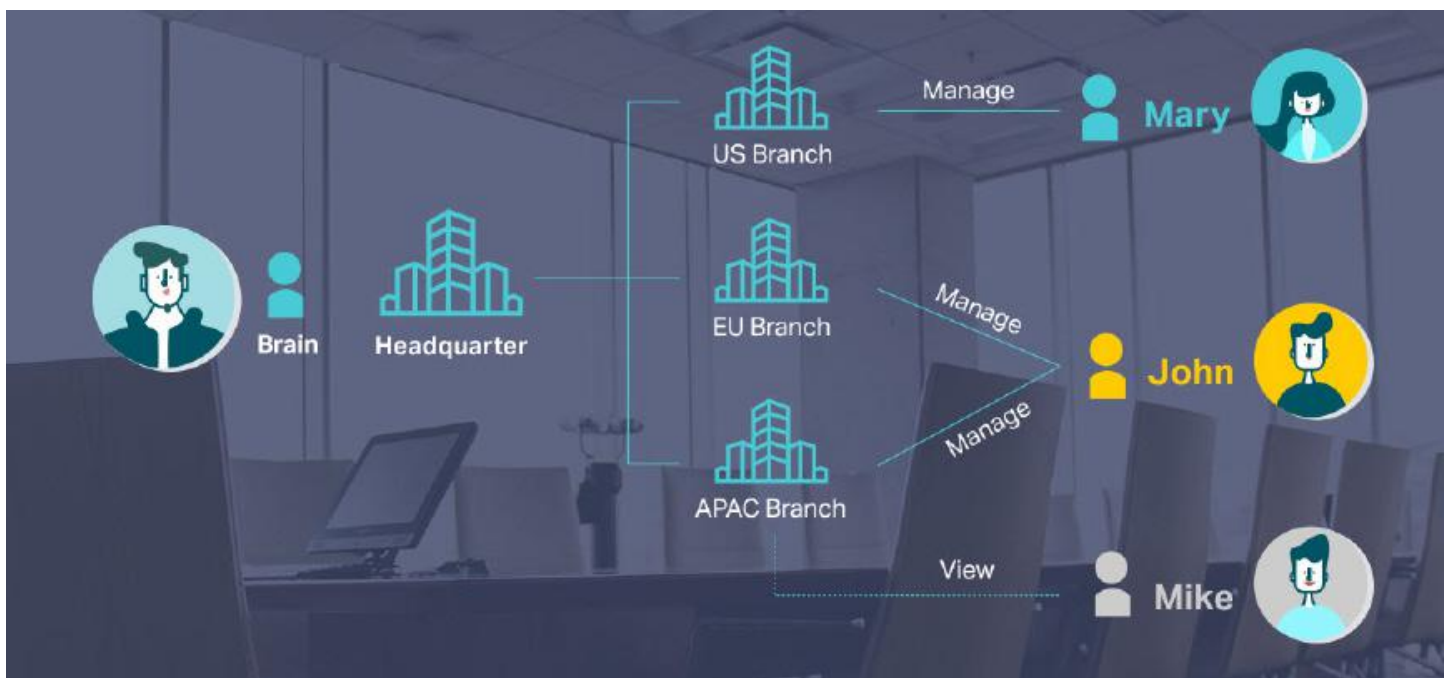 Manage
Mary
US Branch
Brain
Headquarter
EU Branch
Manage
John
Manage
APAC Branch
View
Mike